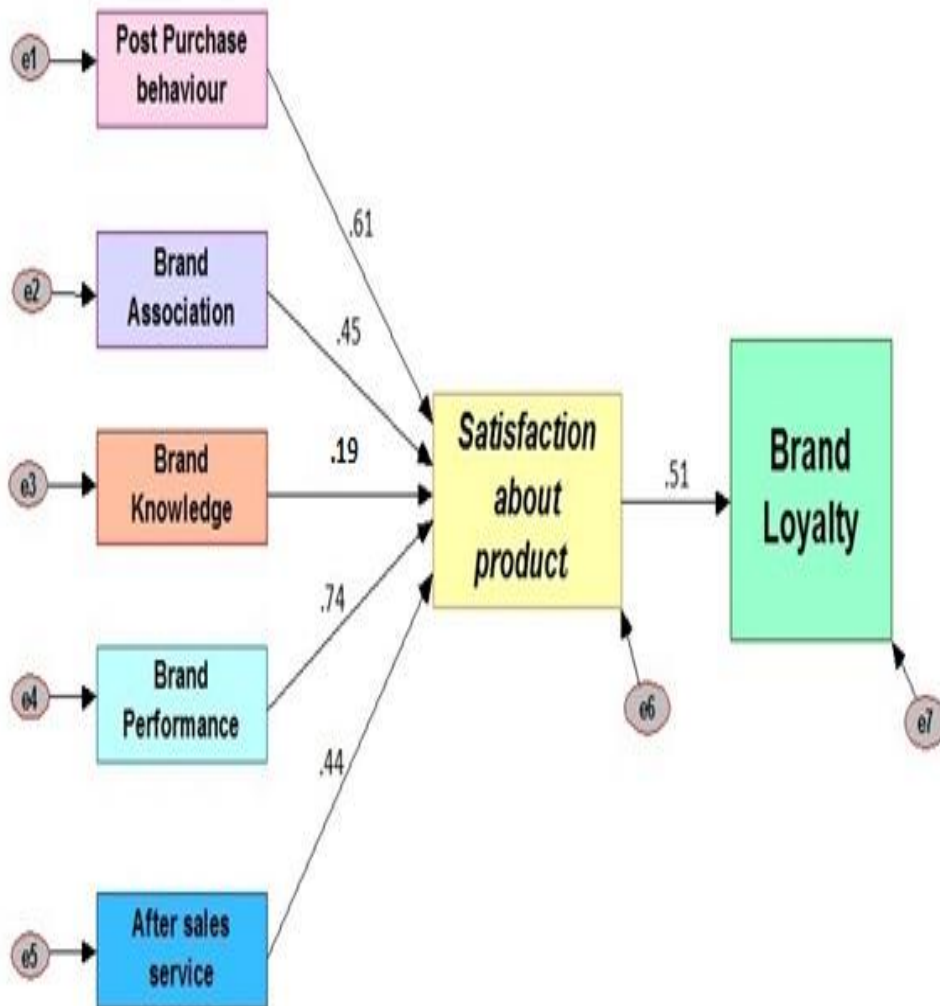 e1
Post Purchase
behaviour
.61
e2
Brand
Association
.45
e3
Brand
Knowledge
.19
Satisfaction
about
product
.51
Brand
Loyalty
e4
Brand
Performance
.74
e6
e7
e5
After sales
service
.44